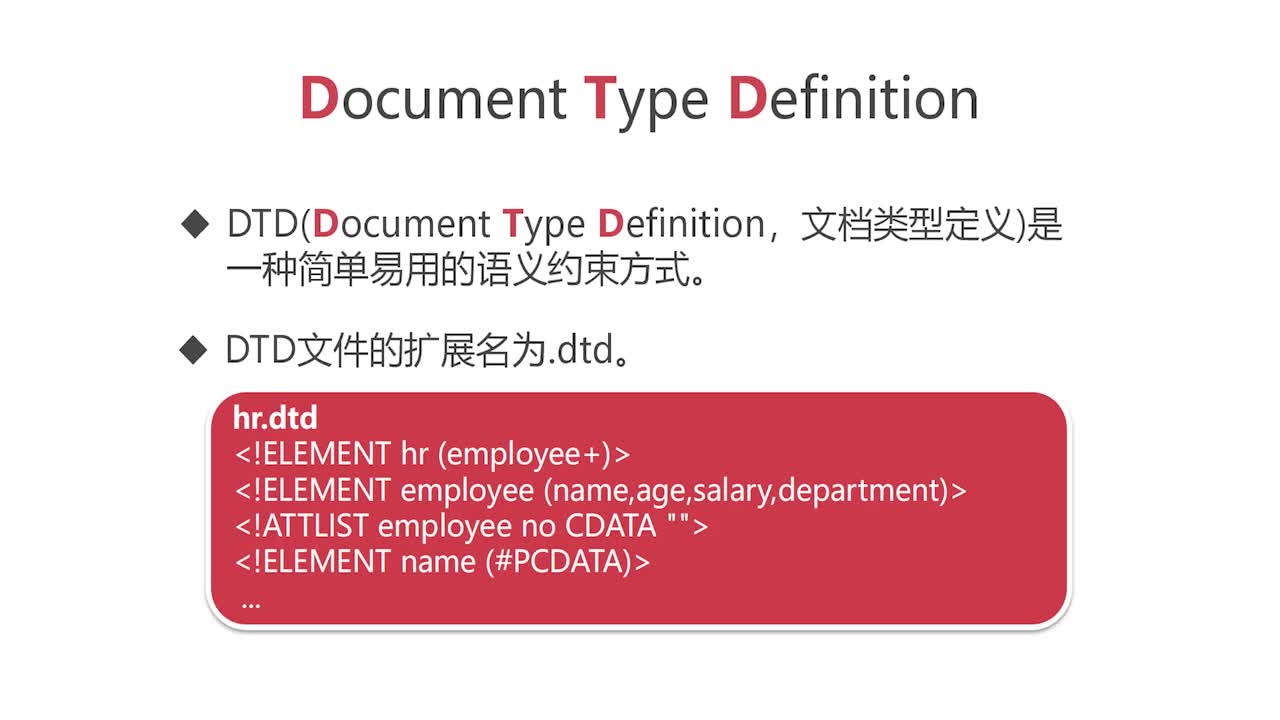 Document Type Definition
◆ DTD(Document Type Definition，文档类型定义)是
一种简单易用的语义约束方式。
◆ DTD文件的扩展名为.dtd。
hr.dtd
<!ELEMENT hr (employee+)>
<!ELEMENT employee (name,age,salary,department)>
<!ATTLIST employee no CDATA "">
<!ELEMENT name (#PCDATA)>
...